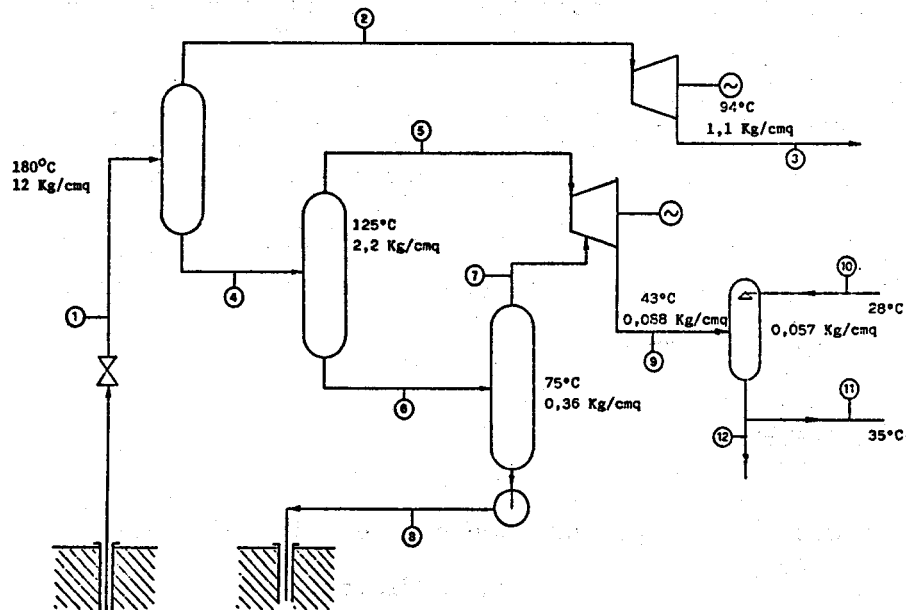 2
94°C
1,1 Kg/cmq
3
180°C
12 Kg/cmq
5
125°C
2,2 Kg/cmq
4
7
10
28°C
43°C
0,088 Kg/cmq
0,057 Kg/cmq
9
1
6
75°C
0,36 Kg/cmq
11
35°C
12
8